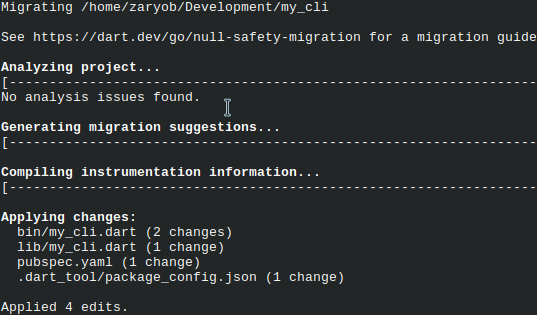 Migrating /home/zaryob/Development/my_cli
See https://dart.dev/go/null-safety-migration for a migration guide
Analyzing project...
[-------------------------------------------------------------------
No analysis issues found.
Generating migration suggestions...
[-------------------------------------------------------------------
Compiling instrumentation information...
[-------------------------------------------------------------------
Applying changes:
bin/my_cli.dart (2 changes)
lib/my_cli.dart (1 change)
pubspec.yaml (1 change)
.dart_tool/package_config.json (1 change)
Applied 4 edits.